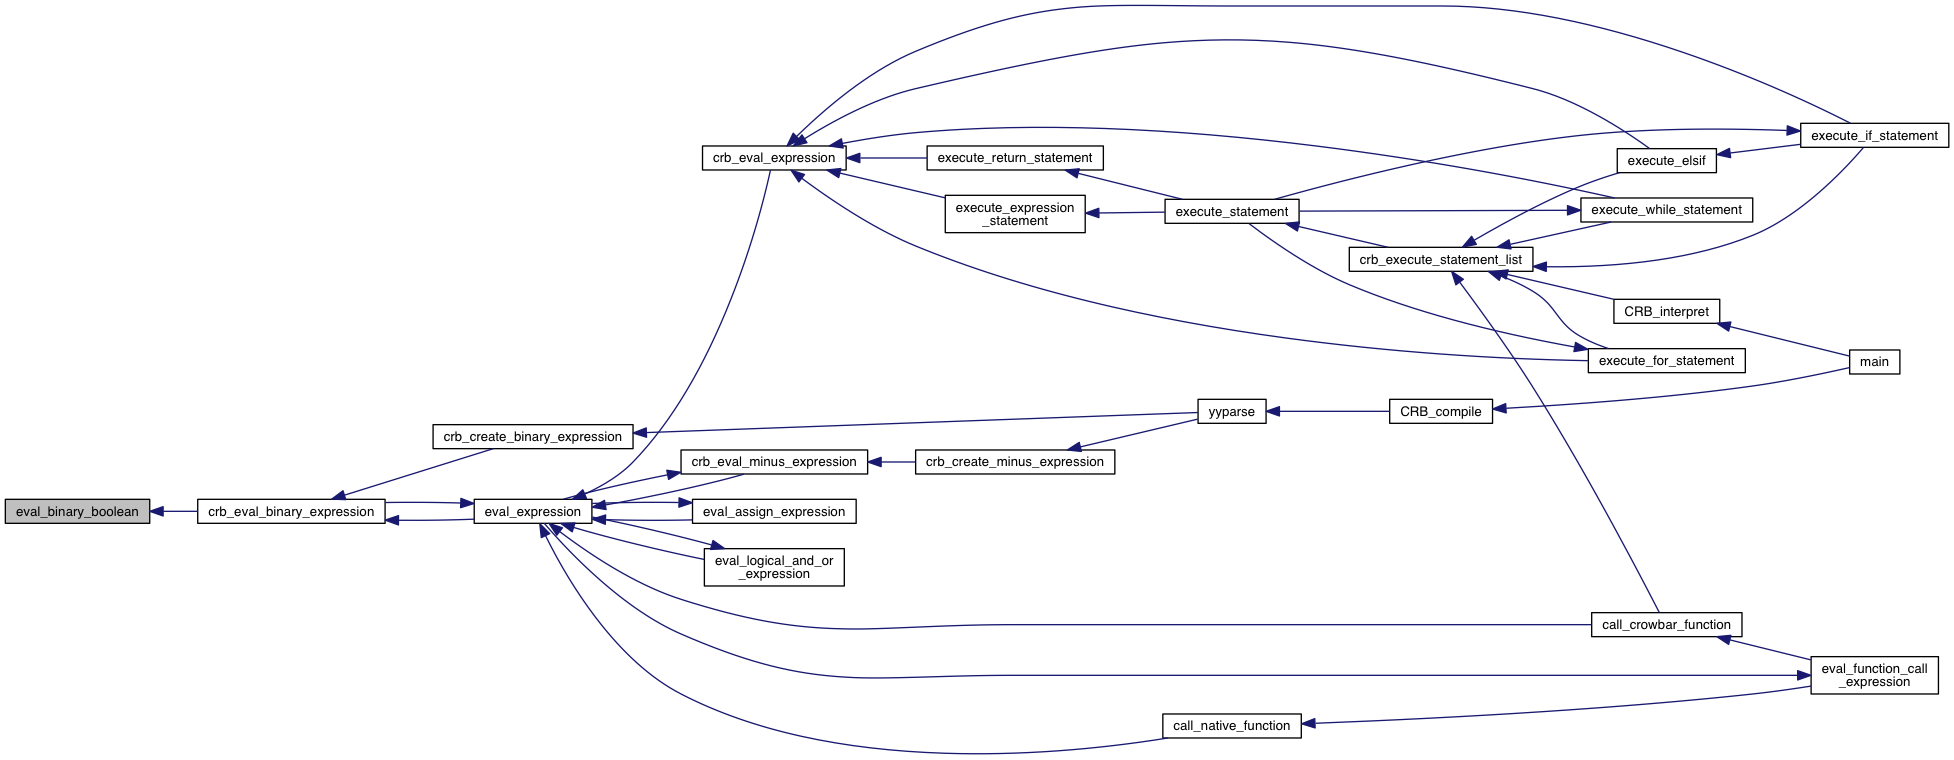 execute_if_statement
crb_eval_expression
execute_return_statement
execute_elsif
execute_expression
_statement
execute_statement
execute_while_statement
crb_execute_statement_list
CRB_interpret
execute_for_statement
main
yyparse
CRB_compile
crb_create_binary_expression
crb_eval_minus_expression
crb_create_minus_expression
eval_binary_boolean
crb_eval_binary_expression
eval_expression
eval_assign_expression
eval_logical_and_or
_expression
call_crowbar_function
eval_function_call
_expression
call_native_function